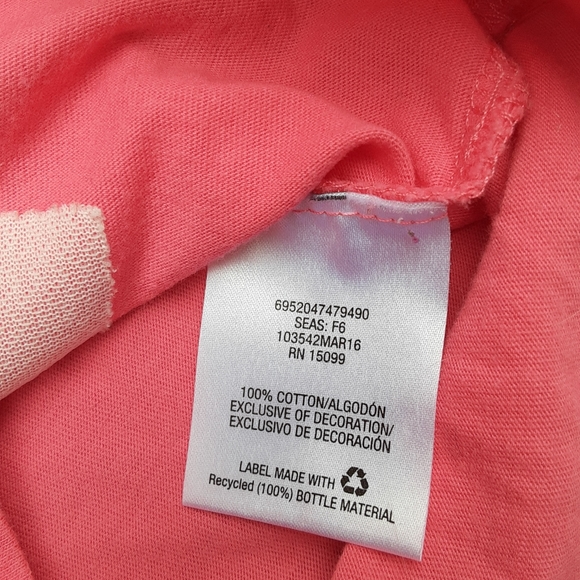 6952047479490
SEAS: F6
103542MAR16
RN 15099
100% COTTON/ALGODÓN
EXCLUSIVE OF DECORATION/
EXCLUSIVO DE DECORACIÓN
LABEL MADE WITH
Recycled (100%) BOTTLE MATERIAL